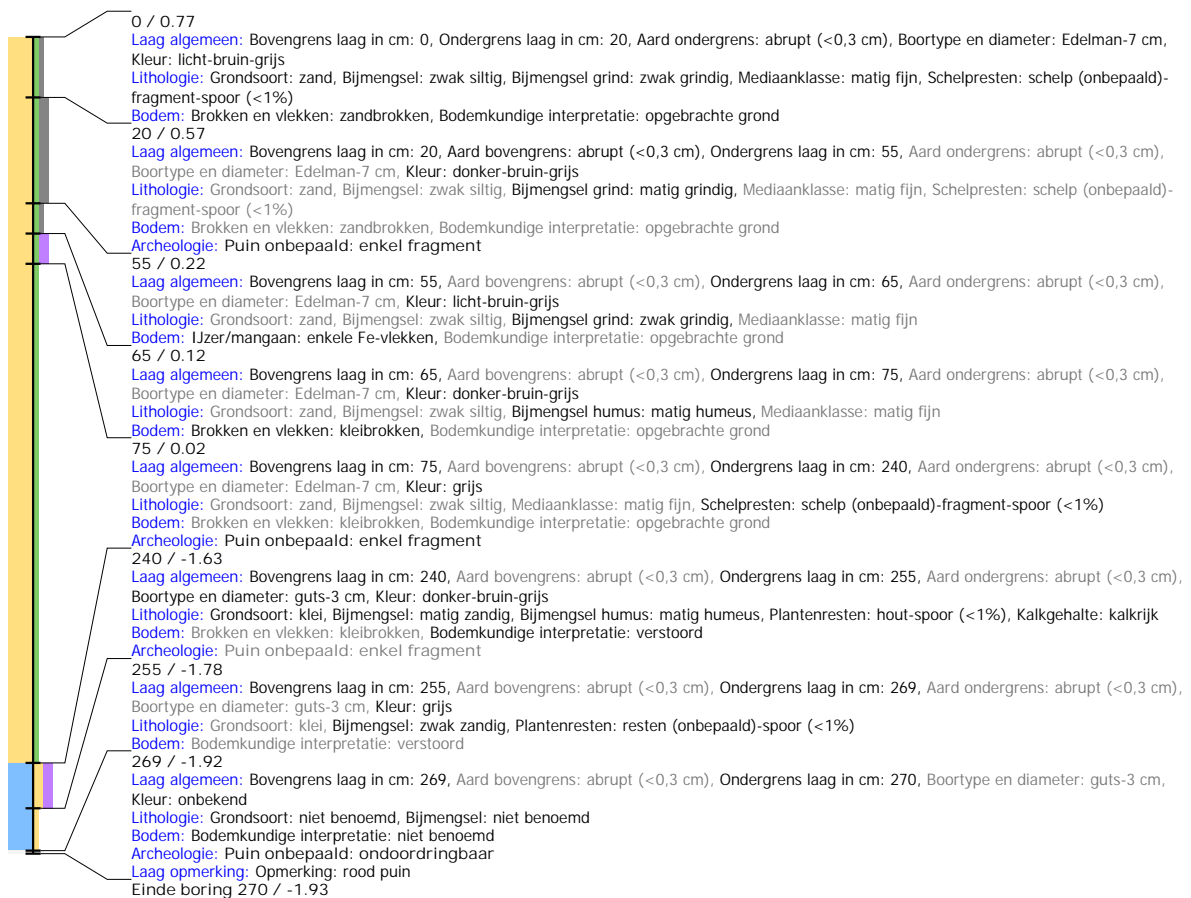 0 / 0.77
Laag algemeen: Bovengrens laag in cm: 0, Ondergrens laag in cm: 20, Aard ondergrens: abrupt (<0,3 cm), Boortype en diameter: Edelman-7 cm,
Kleur: licht-bruin-grijs
Lithologie: Grondsoort: zand, Bijmengsel: zwak siltig, Bijmengsel grind: zwak grindig, Mediaanklasse: matig fijn, Schelpresten: schelp (onbepaald)-
fragment-spoor (<1%)
Bodem: Brokken en vlekken: zandbrokken, Bodemkundige interpretatie: opgebrachte grond
20 / 0.57
Laag algemeen: Bovengrens laag in cm: 20, Aard bovengrens: abrupt (<0,3 cm), Ondergrens laag in cm: 55, Aard ondergrens: abrupt (<0,3 cm),
Boortype en diameter: Edelman-7 cm, Kleur: donker-bruin-grijs
Lithologie: Grondsoort: zand, Bijmengsel: zwak siltig, Bijmengsel grind: matig grindig, Mediaanklasse: matig fijn, Schelpresten: schelp (onbepaald)-
fragment-spoor (<1%)
Bodem: Brokken en vlekken: zandbrokken, Bodemkundige interpretatie: opgebrachte grond
Archeologie: Puin onbepaald: enkel fragment
55 / 0.22
Laag algemeen: Bovengrens laag in cm: 55, Aard bovengrens: abrupt (<0,3 cm), Ondergrens laag in cm: 65, Aard ondergrens: abrupt (<0,3 cm),
Boortype en diameter: Edelman-7 cm, Kleur: licht-bruin-grijs
Lithologie: Grondsoort: zand, Bijmengsel: zwak siltig, Bijmengsel grind: zwak grindig, Mediaanklasse: matig fijn
Bodem: IJzer/mangaan: enkele Fe-vlekken, Bodemkundige interpretatie: opgebrachte grond
65 / 0.12
Laag algemeen: Bovengrens laag in cm: 65, Aard bovengrens: abrupt (<0,3 cm), Ondergrens laag in cm: 75, Aard ondergrens: abrupt (<0,3 cm),
Boortype en diameter: Edelman-7 cm, Kleur: donker-bruin-grijs
Lithologie: Grondsoort: zand, Bijmengsel: zwak siltig, Bijmengsel humus: matig humeus, Mediaanklasse: matig fijn
Bodem: Brokken en vlekken: kleibrokken, Bodemkundige interpretatie: opgebrachte grond
75 / 0.02
Laag algemeen: Bovengrens laag in cm: 75, Aard bovengrens: abrupt (<0,3 cm), Ondergrens laag in cm: 240, Aard ondergrens: abrupt (<0,3 cm),
Boortype en diameter: Edelman-7 cm, Kleur: grijs
Lithologie: Grondsoort: zand, Bijmengsel: zwak siltig, Mediaanklasse: matig fijn, Schelpresten: schelp (onbepaald)-fragment-spoor (<1%)
Bodem: Brokken en vlekken: kleibrokken, Bodemkundige interpretatie: opgebrachte grond
Archeologie: Puin onbepaald: enkel fragment
240 / -1.63
Laag algemeen: Bovengrens laag in cm: 240, Aard bovengrens: abrupt (<0,3 cm), Ondergrens laag in cm: 255, Aard ondergrens: abrupt (<0,3 cm),
Boortype en diameter: guts-3 cm, Kleur: donker-bruin-grijs
Lithologie: Grondsoort: klei, Bijmengsel: matig zandig, Bijmengsel humus: matig humeus, Plantenresten: hout-spoor (<1%), Kalkgehalte: kalkrijk
Bodem: Brokken en vlekken: kleibrokken, Bodemkundige interpretatie: verstoord
Archeologie: Puin onbepaald: enkel fragment
255 / -1.78
Laag algemeen: Bovengrens laag in cm: 255, Aard bovengrens: abrupt (<0,3 cm), Ondergrens laag in cm: 269, Aard ondergrens: abrupt (<0,3 cm),
Boortype en diameter: guts-3 cm, Kleur: grijs
Lithologie: Grondsoort: klei, Bijmengsel: zwak zandig, Plantenresten: resten (onbepaald)-spoor (<1%)
Bodem: Bodemkundige interpretatie: verstoord
269 / -1.92
Laag algemeen: Bovengrens laag in cm: 269, Aard bovengrens: abrupt (<0,3 cm), Ondergrens laag in cm: 270, Boortype en diameter: guts-3 cm,
Kleur: onbekend
Lithologie: Grondsoort: niet benoemd, Bijmengsel: niet benoemd
Bodem: Bodemkundige interpretatie: niet benoemd
Archeologie: Puin onbepaald: ondoordringbaar
Laag opmerking: Opmerking: rood puin
Einde boring 270 / -1.93